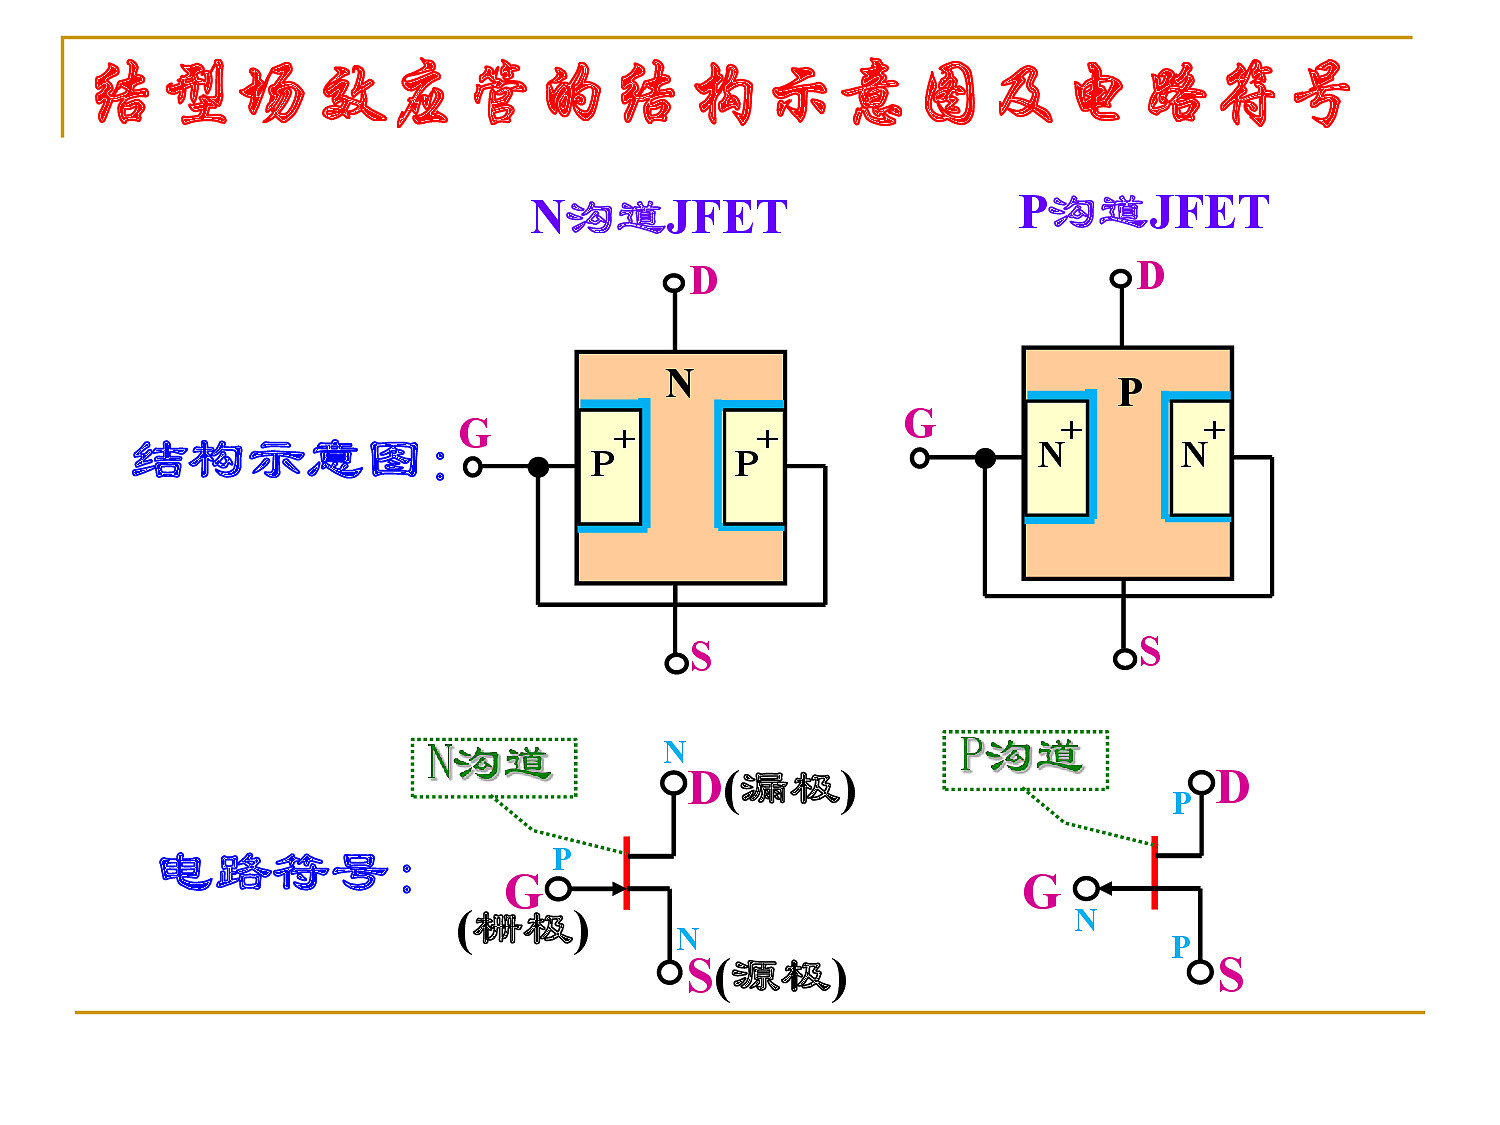 结型场效应管的结构示意图及电路符号
N沟道JFET
P沟道JFET
D
D
N
P
G
G
结构示意图：
P+
P+
N+
N+
S
S
N沟道
N
P沟道
D(漏极)
P
D
电路符号：
P
G
(栅极)
G
N
N
P
S(源极)
S